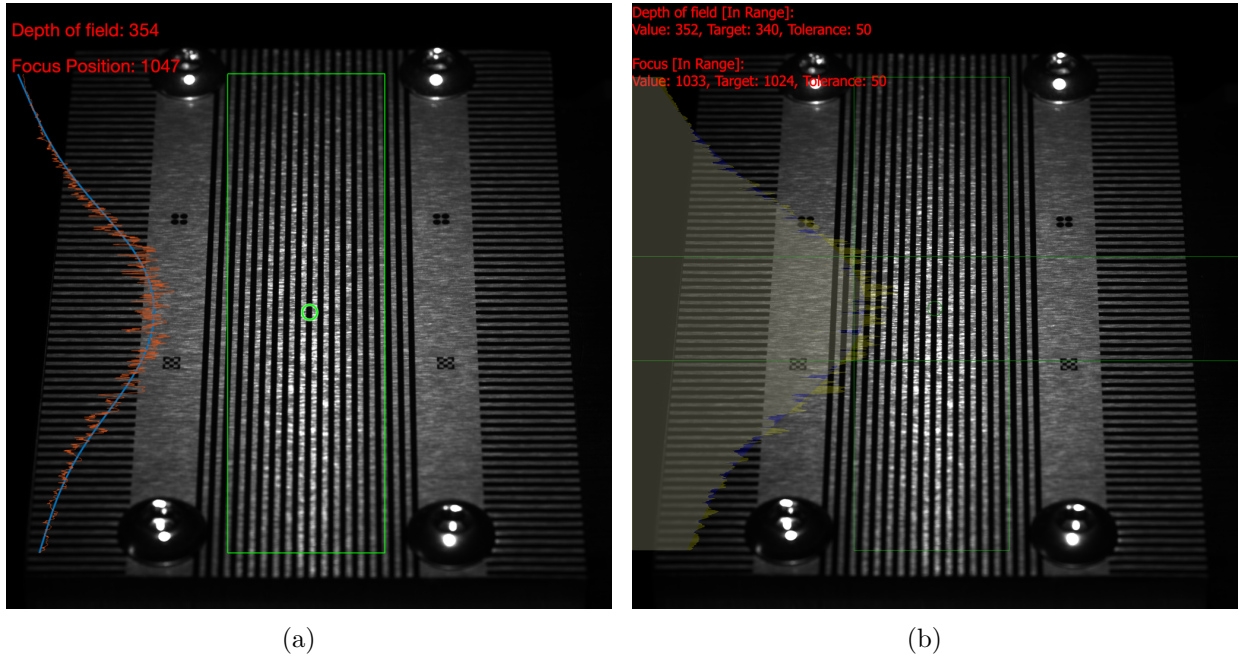 Depth of field: 354
Focus Position: 1047
Depth of field [In Range]:
Value: 352, Target: 340, Tolerance: 50
Focus [In Range]:
Value: 1033, Target: 1024, Tolerance: 50
(a)
(b)